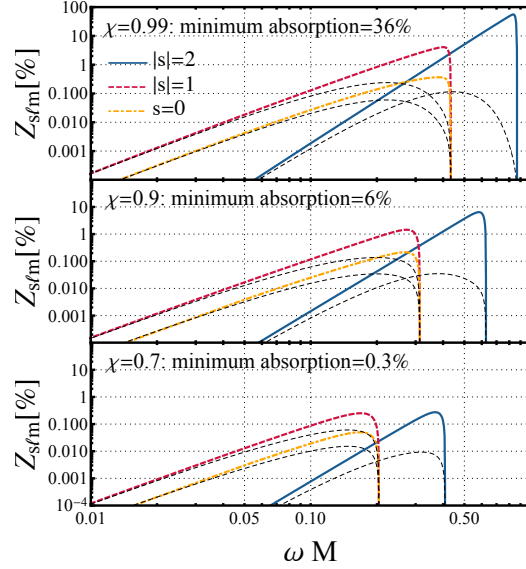 χ=0.99: minimum absorption=36%
100
10
1
0.100
0.010
0.001
|s|=2
|s|=1
s=0
Z_{sℓm}[%]
χ=0.9: minimum absorption=6%
10
1
0.100
0.010
0.001
Z_{sℓm}[%]
χ=0.7: minimum absorption=0.3%
10
1
0.100
0.010
0.001
10^{-4}
Z_{sℓm}[%]
0.01 0.05 0.10 0.50
ω M